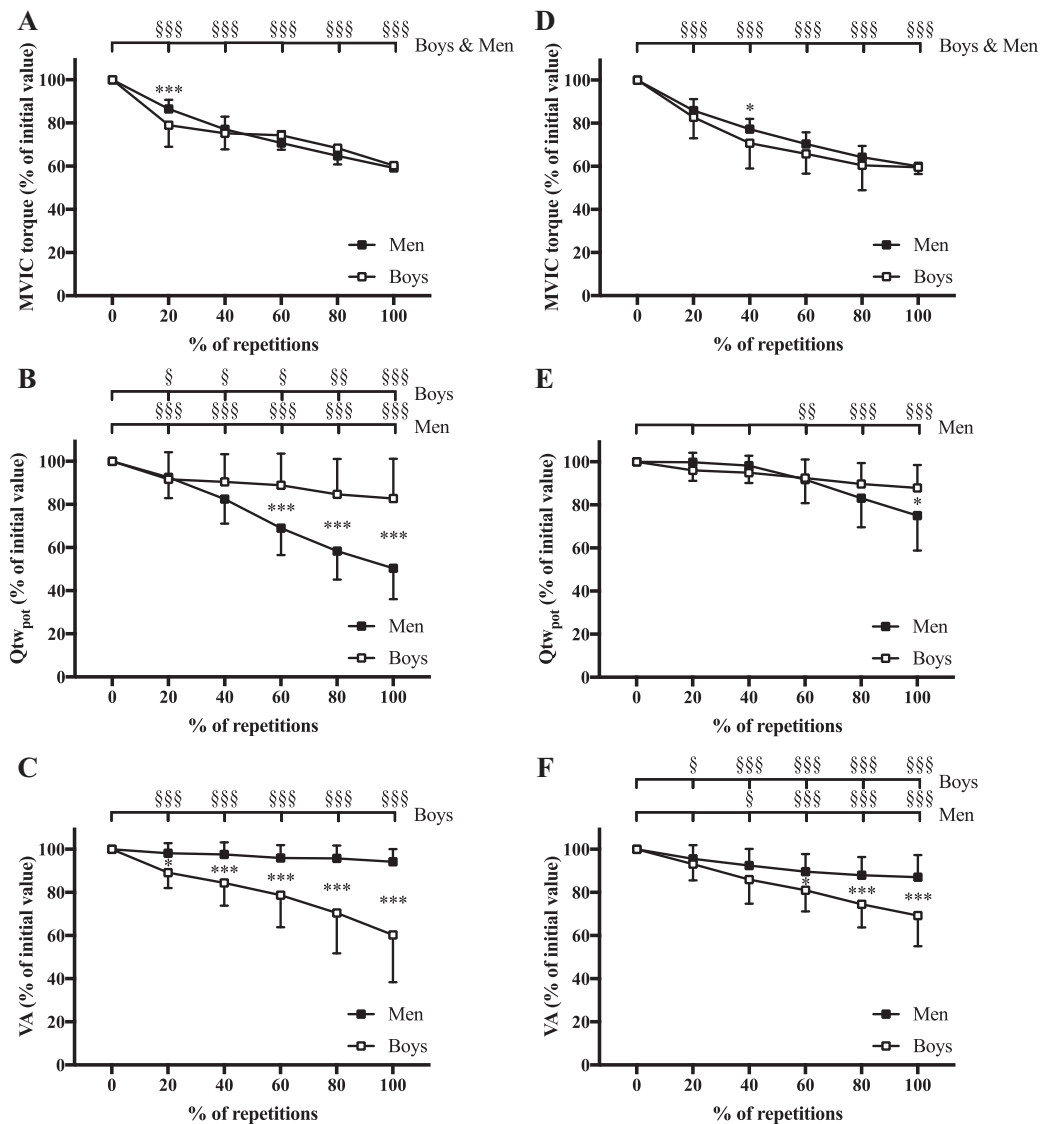 A
§§§ §§§ §§§ §§§ §§§
Boys & Men
MVIC torque (% of initial value)
100
80
60
40
20
0
***
Men
Boys
0 20 40 60 80 100
% of repetitions
D
§§§ §§§ §§§ §§§ §§§
Boys & Men
MVIC torque (% of initial value)
100
80
60
40
20
0
*
Men
Boys
0 20 40 60 80 100
% of repetitions
B
§ § § §§ §§§
Boys
§§§ §§§ §§§ §§§ §§§
Men
Qtwpot (% of initial value)
100
80
60
40
20
0
*** *** ***
Men
Boys
0 20 40 60 80 100
% of repetitions
E
§§ §§§ §§§
Men
Qtwpot (% of initial value)
100
80
60
40
20
0
*
Men
Boys
0 20 40 60 80 100
% of repetitions
C
§§§ §§§ §§§ §§§ §§§
Boys
VA (% of initial value)
100
80
60
40
20
0
* *** *** *** ***
Men
Boys
0 20 40 60 80 100
% of repetitions
F
§ §§§ §§§ §§§ §§§
Boys
§ §§§ §§§ §§§
Men
VA (% of initial value)
100
80
60
40
20
0
* *** ***
Men
Boys
0 20 40 60 80 100
% of repetitions